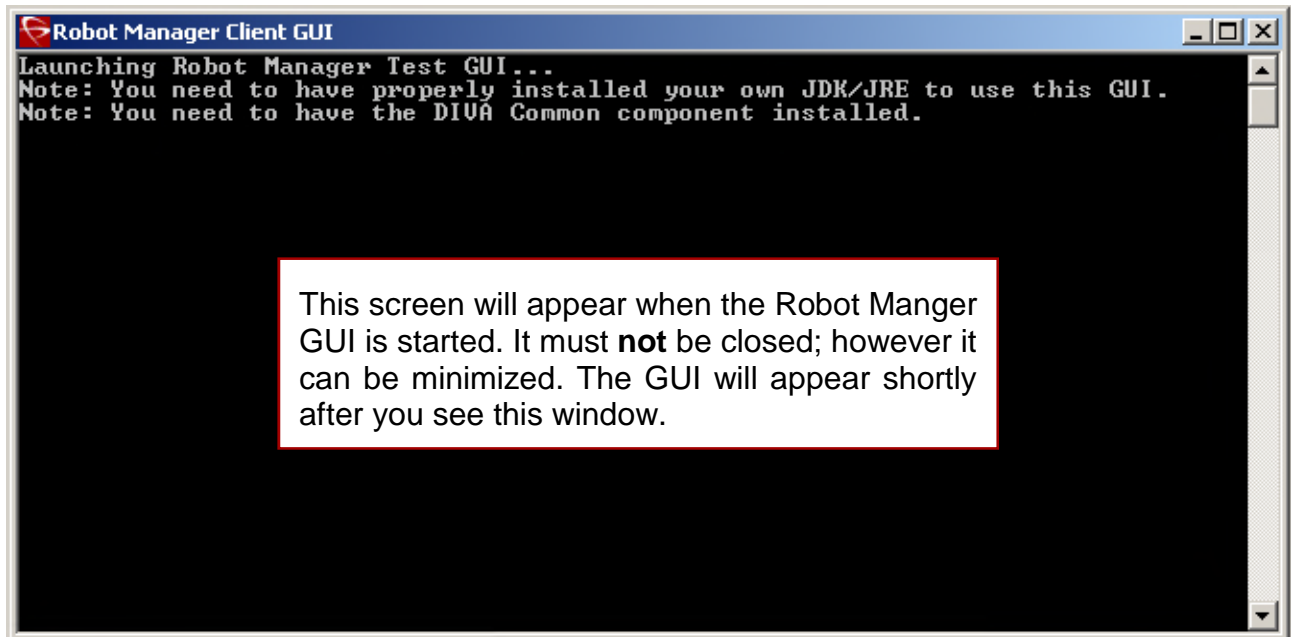 Robot Manager Client GUI
Launching Robot Manager Test GUI...
Note: You need to have properly installed your own JDK/JRE to use this GUI.
Note: You need to have the DIVA Common component installed.
This screen will appear when the Robot Manger
GUI is started. It must not be closed; however it
can be minimized. The GUI will appear shortly
after you see this window.